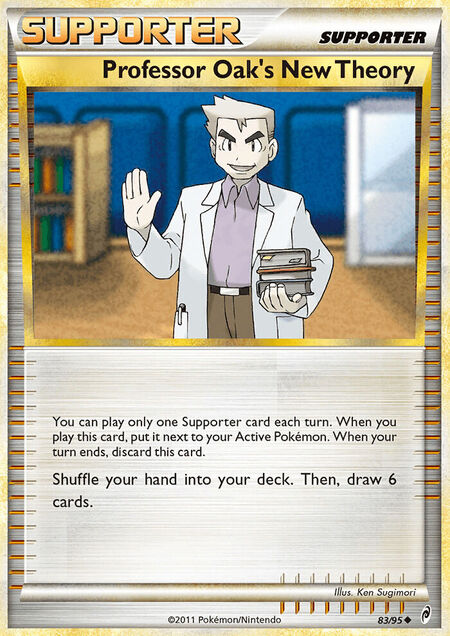 SUPPORTER SUPPORTER
Professor Oak's New Theory
You can play only one Supporter card each turn. When you
play this card, put it next to your Active Pokémon. When your
turn ends, discard this card.
Shuffle your hand into your deck. Then, draw 6
cards.
Illus. Ken Sugimori
©2011 Pokémon/Nintendo 83/95